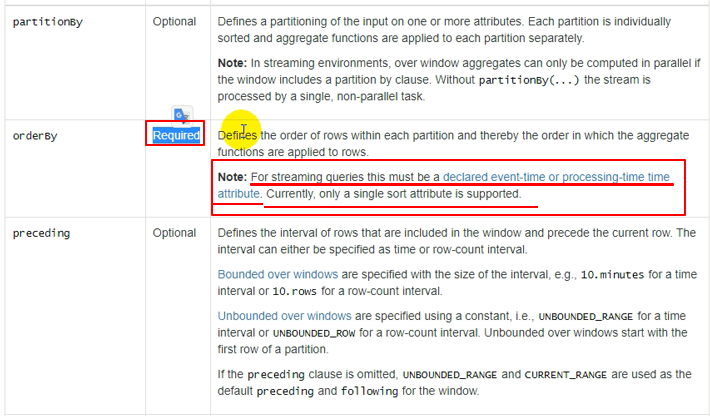 partitionBy
Optional
Defines a partitioning of the input on one or more attributes. Each partition is individually
sorted and aggregate functions are applied to each partition separately.
Note: In streaming environments, over window aggregates can only be computed in parallel if
the window includes a partition by clause. Without partitionBy(...) the stream is
processed by a single, non-parallel task.
orderBy
Required
Defines the order of rows within each partition and thereby the order in which the aggregate
functions are applied to rows.
Note: For streaming queries this must be a declared event-time or processing-time time
attribute. Currently, only a single sort attribute is supported.
preceding
Optional
Defines the interval of rows that are included in the window and precede the current row. The
interval can either be specified as time or row-count interval.
Bounded over windows are specified with the size of the interval, e.g., 10.minutes for a time
interval or 10.rows for a row-count interval.
Unbounded over windows are specified using a constant, i.e., UNBOUNDED_RANGE for a time
interval or UNBOUNDED_ROW for a row-count interval. Unbounded over windows start with the
first row of a partition.
If the preceding clause is omitted, UNBOUNDED_RANGE and CURRENT_RANGE are used as the
default preceding and following for the window.